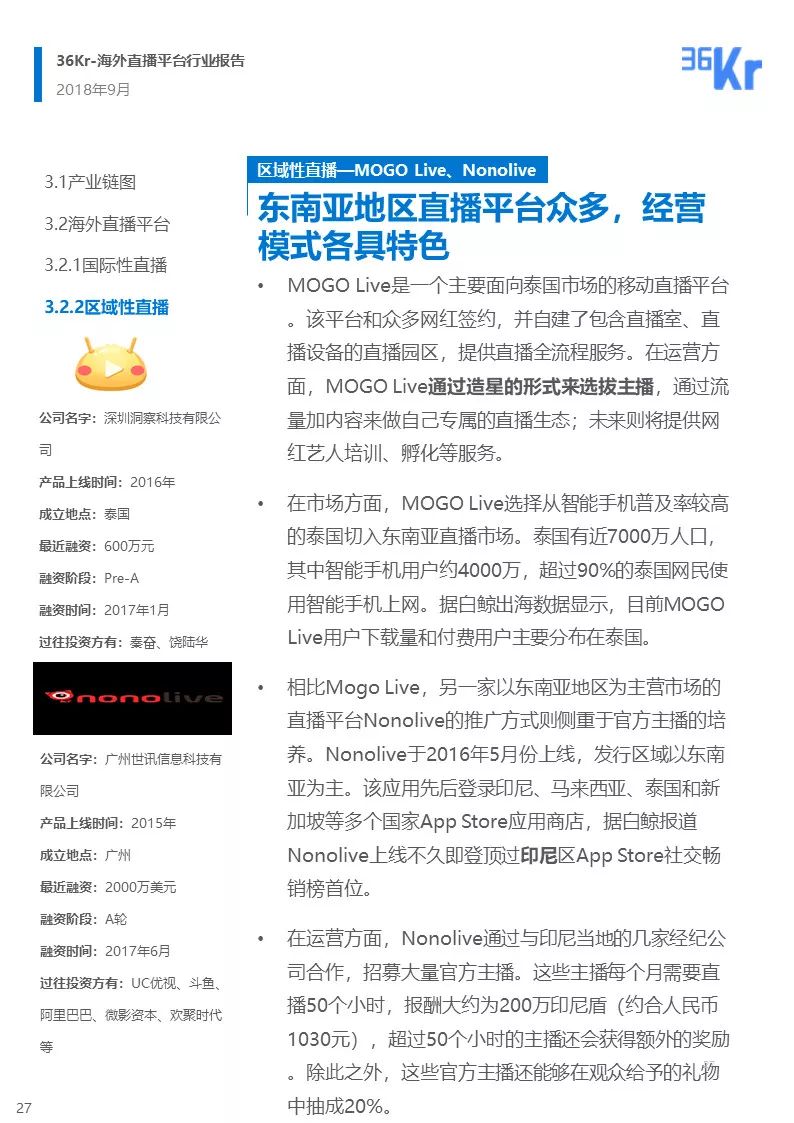 36Kr-海外直播平台行业报告
2018年9月
36Kr
3.1产业链图
3.2海外直播平台
3.2.1国际性直播
3.2.2区域性直播
公司名字：深圳洞察科技有限公
司
产品上线时间：2016年
成立地点：泰国
最近融资：600万元
融资阶段：Pre-A
融资时间：2017年1月
过往投资方有：秦奋、饶陆华
nonolive
公司名字：广州世讯信息科技有
限公司
产品上线时间：2015年
成立地点：广州
最近融资：2000万美元
融资阶段：A轮
融资时间：2017年6月
过往投资方有：UC优视、斗鱼、
阿里巴巴、微影资本、欢聚时代
等
区域性直播—MOGO Live、Nonolive
东南亚地区直播平台众多，经营
模式各具特色
• MOGO Live是一个主要面向泰国市场的移动直播平台
。该平台和众多网红签约，并自建了包含直播室、直
播设备的直播园区，提供直播全流程服务。在运营方
面，MOGO Live通过造星的形式来选拔主播，通过流
量加内容来做自己专属的直播生态；未来则将提供网
红艺人培训、孵化等服务。
• 在市场方面，MOGO Live选择从智能手机普及率较高
的泰国切入东南亚直播市场。泰国有近7000万人口，
其中智能手机用户约4000万，超过90%的泰国网民使
用智能手机上网。据白鲸出海数据显示，目前MOGO
Live用户下载量和付费用户主要分布在泰国。
• 相比Mogo Live，另一家以东南亚地区为主营市场的
直播平台Nonolive的推广方式则侧重于官方主播的培
养。Nonolive于2016年5月份上线，发行区域以东南
亚为主。该应用先后登录印尼、马来西亚、泰国和新
加坡等多个国家App Store应用商店，据白鲸报道
Nonolive上线不久即登顶过印尼区App Store社交畅
销榜首位。
• 在运营方面，Nonolive通过与印尼当地的几家经纪公
司合作，招募大量官方主播。这些主播每个月需要直
播50个小时，报酬大约为200万印尼盾（约合人民币
1030元），超过50个小时的主播还会获得额外的奖励
。除此之外，这些官方主播还能够在观众给予的礼物
中抽成20%。
27